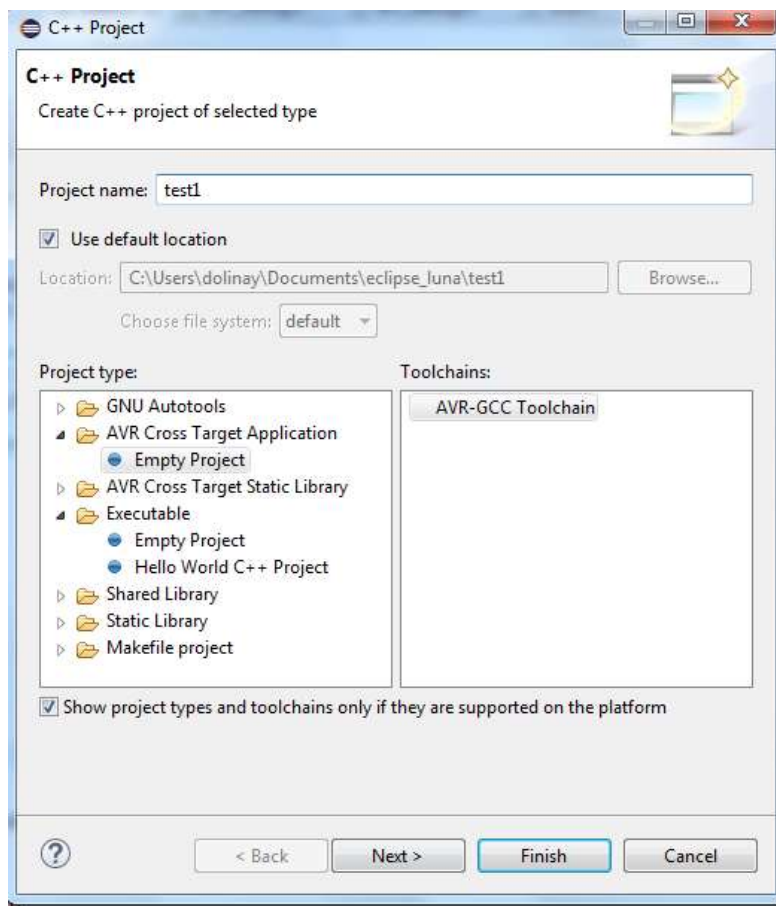 C++ Project
C++ Project
Create C++ project of selected type
Project name: test1
Use default location
Location: C:\Users\dolinay\Documents\eclipse_luna\test1 Browse...
Choose file system: default
Project type: Toolchains:
GNU Autotools AVR-GCC Toolchain
AVR Cross Target Application
Empty Project
AVR Cross Target Static Library
Executable
Empty Project
Hello World C++ Project
Shared Library
Static Library
Makefile project
Show project types and toolchains only if they are supported on the platform
? < Back Next > Finish Cancel